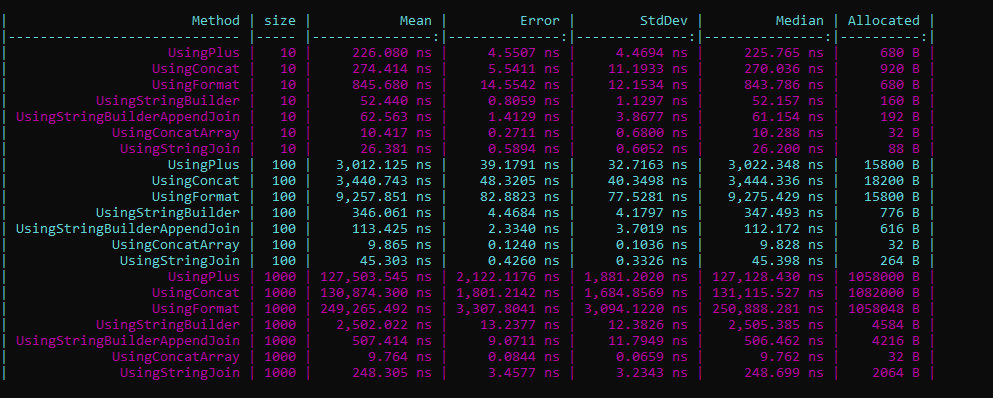 | Method | size | Mean | Error | StdDev | Median | Allocated |
|---------------------------- |----- |---------------:|------------:|------------:|---------------:|----------:|
| UsingPlus | 10 | 226.080 ns | 4.5507 ns | 4.4694 ns | 225.765 ns | 680 B |
| UsingConcat | 10 | 274.414 ns | 5.5411 ns | 11.1933 ns | 270.036 ns | 920 B |
| UsingFormat | 10 | 845.680 ns | 14.5542 ns | 12.1534 ns | 843.786 ns | 680 B |
| UsingStringBuilder | 10 | 52.440 ns | 0.8059 ns | 1.1297 ns | 52.157 ns | 160 B |
| UsingStringBuilderAppendJoin | 10 | 62.563 ns | 1.4129 ns | 3.8677 ns | 61.154 ns | 192 B |
| UsingConcatArray | 10 | 10.417 ns | 0.2711 ns | 0.6800 ns | 10.288 ns | 32 B |
| UsingStringJoin | 10 | 26.381 ns | 0.5894 ns | 0.6052 ns | 26.200 ns | 88 B |
| UsingPlus | 100 | 3,012.125 ns | 39.1791 ns | 32.7163 ns | 3,022.348 ns | 15800 B |
| UsingConcat | 100 | 3,440.743 ns | 48.3205 ns | 40.3498 ns | 3,444.336 ns | 18200 B |
| UsingFormat | 100 | 9,257.851 ns | 82.8823 ns | 77.5281 ns | 9,275.429 ns | 15800 B |
| UsingStringBuilder | 100 | 346.061 ns | 4.4684 ns | 4.1797 ns | 347.493 ns | 776 B |
| UsingStringBuilderAppendJoin | 100 | 113.425 ns | 2.3340 ns | 3.7019 ns | 112.172 ns | 616 B |
| UsingConcatArray | 100 | 9.865 ns | 0.1240 ns | 0.1036 ns | 9.828 ns | 32 B |
| UsingStringJoin | 100 | 45.303 ns | 0.4260 ns | 0.3326 ns | 45.398 ns | 264 B |
| UsingPlus | 1000 | 127,503.545 ns | 2,122.1176 ns | 1,881.2020 ns | 127,128.430 ns | 1058000 B |
| UsingConcat | 1000 | 130,874.300 ns | 1,801.2142 ns | 1,684.8569 ns | 131,115.527 ns | 1082000 B |
| UsingFormat | 1000 | 249,265.492 ns | 3,307.8041 ns | 3,094.1220 ns | 250,888.281 ns | 1058048 B |
| UsingStringBuilder | 1000 | 2,502.022 ns | 13.2377 ns | 12.3826 ns | 2,505.385 ns | 4584 B |
| UsingStringBuilderAppendJoin | 1000 | 507.414 ns | 9.0711 ns | 11.7949 ns | 506.462 ns | 4216 B |
| UsingConcatArray | 1000 | 9.764 ns | 0.0844 ns | 0.0659 ns | 9.762 ns | 32 B |
| UsingStringJoin | 1000 | 248.305 ns | 3.4577 ns | 3.2343 ns | 248.699 ns | 2064 B |